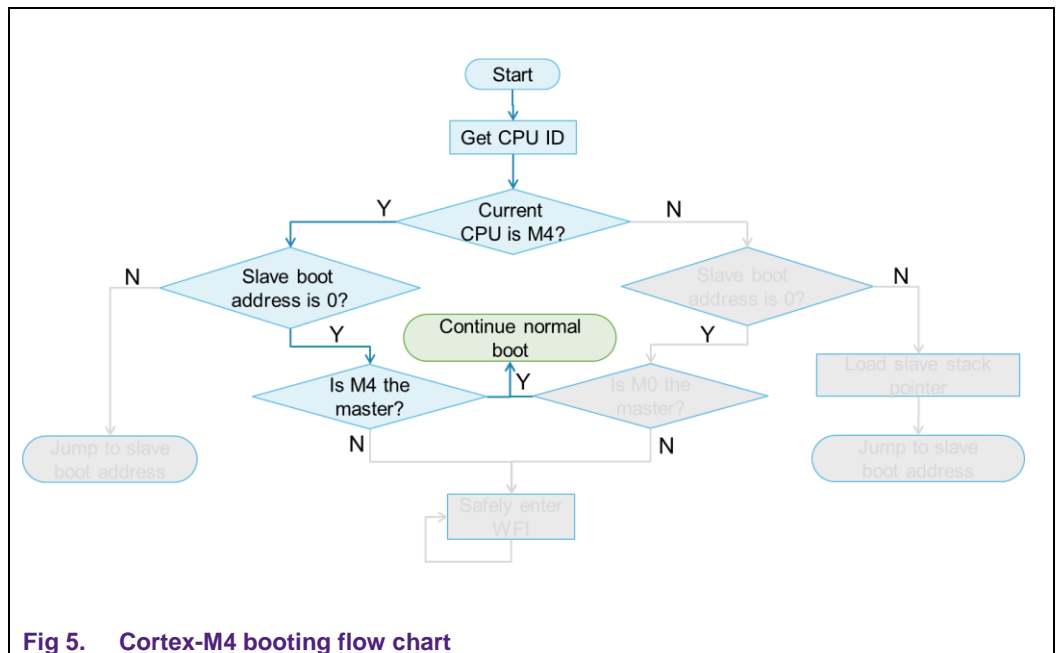 Start
Get CPU ID
Y
N
Current
CPU is M4?
N
Slave boot
address is 0?
Slave boot
address is 0?
N
Y
Continue normal
boot
Y
Is M4 the
master?
Y
Is M0 the
master?
Load slave stack
pointer
N
N
Jump to slave
boot address
Jump to slave
boot address
Safely enter
WFI
Fig 5. Cortex-M4 booting flow chart